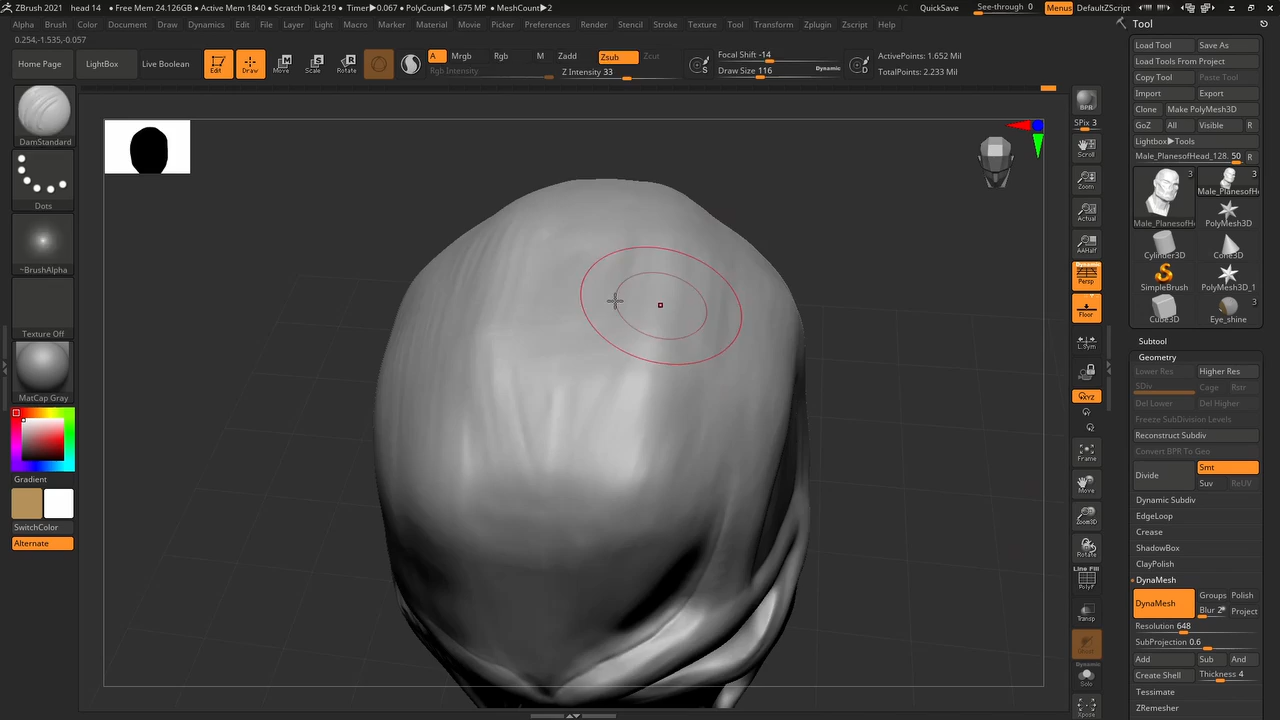 ZBrush 2021 head 14 • Free Mem 24.126GB • Active Mem 1840 • Scratch Disk 219 • Timer▶0.067 • PolyCount▶1.675 MP • MeshCount▶2 AC QuickSave See-through 0 Menus DefaultZScript
Alpha Brush Color Document Draw Dynamics Edit File Layer Light Macro Marker Material Movie Picker Preferences Render Stencil Stroke Texture Tool Transform Zplugin Zscript Help
0.254,-1.535,-0.057
Home Page LightBox Live Boolean Edit Draw Move Scale Rotate
A Mrgb Rgb M Zadd Zsub Zcut
Rgb Intensity Z Intensity 33
Focal Shift -14
Draw Size 116 Dynamic
S D
ActivePoints: 1.652 Mil
TotalPoints: 2.233 Mil
DamStandard
Dots
~BrushAlpha
Texture Off
MatCap Gray
Gradient
SwitchColor
Alternate
BPR
SPix 3
Scroll
Zoom
Actual
AAHalf
Dynamic
Persp
Floor
L.Sym
XYZ
Frame
Move
Zoom3D
Rotate
Line Fill
PolyF
Transp
Ghost
Dynamic
Solo
Xpose
Tool
Load Tool Save As
Load Tools From Project
Copy Tool Paste Tool
Import Export
Clone Make PolyMesh3D
GoZ All Visible R
Lightbox▶Tools
Male_PlanesofHead_128. 50 R
3 3
Male_PlanesofHe
Male_PlanesofHe PolyMesh3D
Cylinder3D Cone3D
SimpleBrush PolyMesh3D_1
3
Cube3D Eye_shine
Subtool
Geometry
Lower Res Higher Res
SDiv Cage Rstr
Del Lower Del Higher
Freeze SubDivision Levels
Reconstruct Subdiv
Convert BPR To Geo
Divide Smt
Suv ReUV
Dynamic Subdiv
EdgeLoop
Crease
ShadowBox
ClayPolish
DynaMesh
DynaMesh Groups Polish
Blur 2 Project
Resolution 648
SubProjection 0.6
Add Sub And
Create Shell Thickness 4
Tessimate
ZRemesher